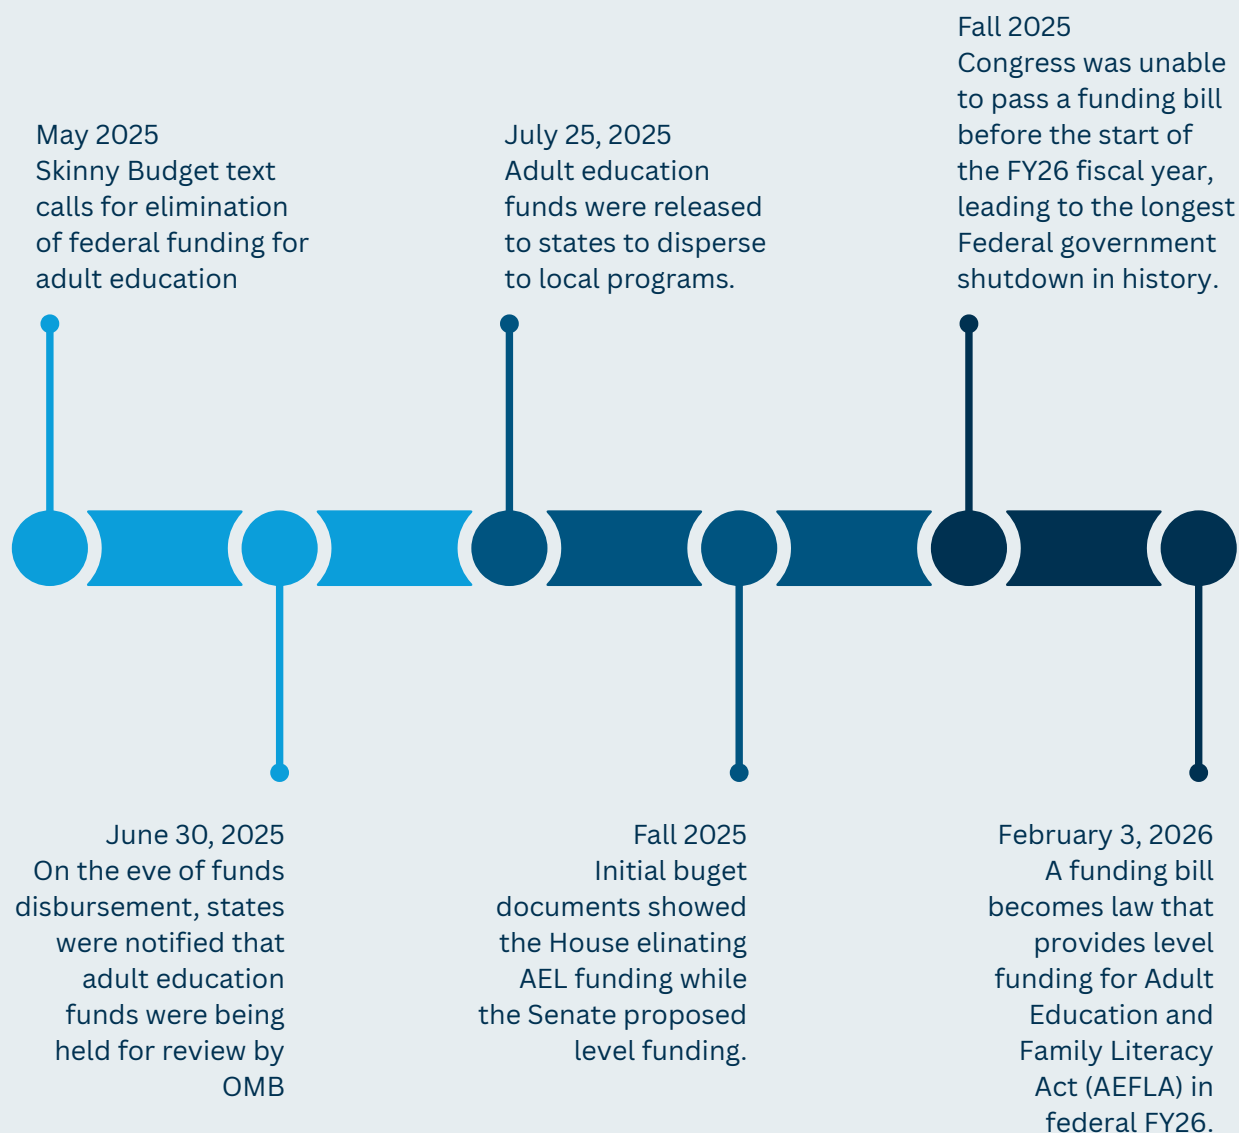 May 2025
Skinny Budget text
calls for elimination
of federal funding for
adult education
June 30, 2025
On the eve of funds
disbursement, states
were notified that
adult education
funds were being
held for review by
OMB
July 25, 2025
Adult education
funds were released
to states to disperse
to local programs.
Fall 2025
Initial buget
documents showed
the House elinating
AEL funding while
the Senate proposed
level funding.
Fall 2025
Congress was unable
to pass a funding bill
before the start of
the FY26 fiscal year,
leading to the longest
Federal government
shutdown in history.
February 3, 2026
A funding bill
becomes law that
provides level
funding for Adult
Education and
Family Literacy
Act (AEFLA) in
federal FY26.